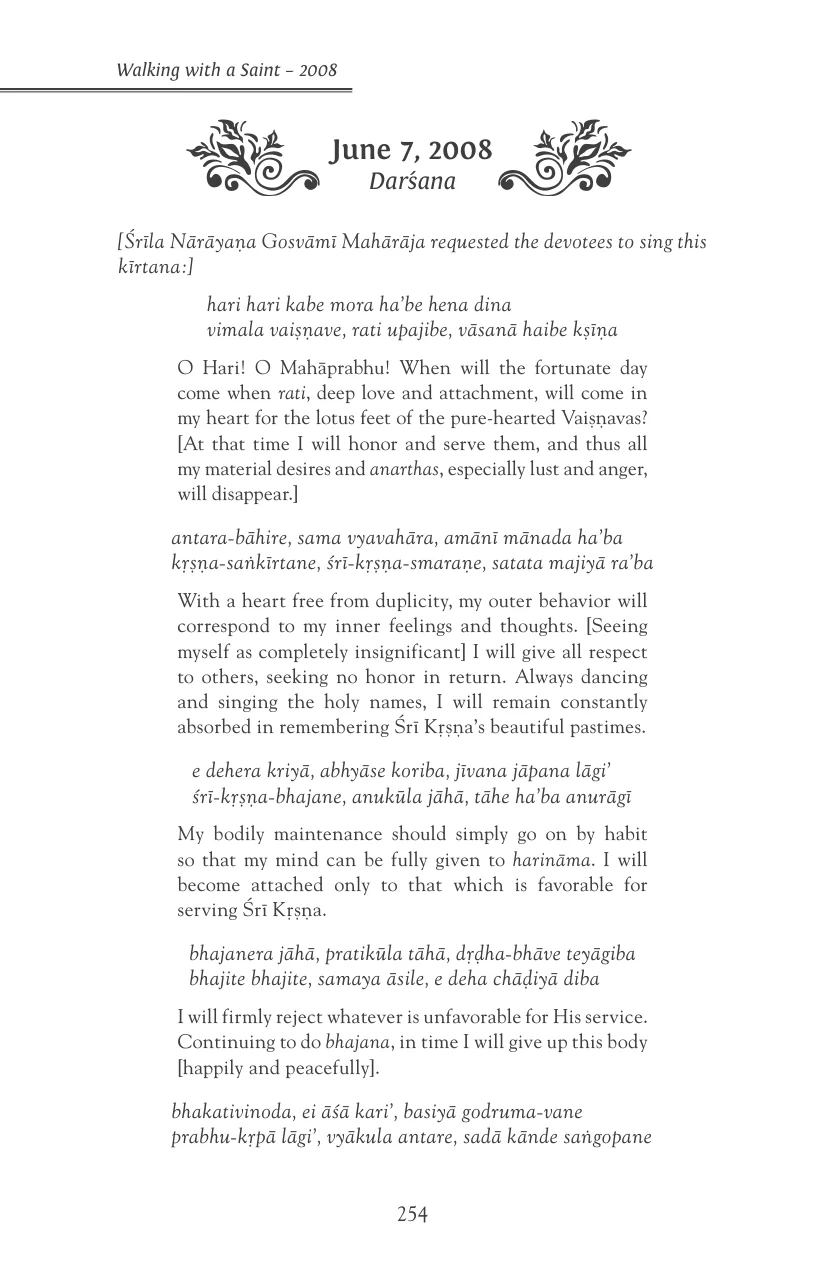 Walking with a Saint – 2008
June 7, 2008
Darśana
[Śrīla Nārāyaṇa Gosvāmī Mahārāja requested the devotees to sing this
kīrtana:]
hari hari kabe mora ha’be hena dina
vimala vaiṣṇave, rati upajibe, vāsanā haibe kṣīṇa
O Hari! O Mahāprabhu! When will the fortunate day
come when rati, deep love and attachment, will come in
my heart for the lotus feet of the pure-hearted Vaiṣṇavas?
[At that time I will honor and serve them, and thus all
my material desires and anarthas, especially lust and anger,
will disappear.]
antara-bāhire, sama vyavahāra, amānī mānada ha’ba
kṛṣṇa-saṅkīrtane, śrī-kṛṣṇa-smaraṇe, satata majiyā ra’ba
With a heart free from duplicity, my outer behavior will
correspond to my inner feelings and thoughts. [Seeing
myself as completely insignificant] I will give all respect
to others, seeking no honor in return. Always dancing
and singing the holy names, I will remain constantly
absorbed in remembering Śrī Kṛṣṇa’s beautiful pastimes.
e dehera kriyā, abhyāse koriba, jīvana jāpana lāgi’
śrī-kṛṣṇa-bhajane, anukūla jāhā, tāhe ha’ba anurāgī
My bodily maintenance should simply go on by habit
so that my mind can be fully given to harināma. I will
become attached only to that which is favorable for
serving Śrī Kṛṣṇa.
bhajanera jāhā, pratikūla tāhā, dṛḍha-bhāve teyāgiba
bhajite bhajite, samaya āsile, e deha chāḍiyā diba
I will firmly reject whatever is unfavorable for His service.
Continuing to do bhajana, in time I will give up this body
[happily and peacefully].
bhakativinoda, ei āśā kari’, basiyā godruma-vane
prabhu-kṛpā lāgi’, vyākula antare, sadā kānde saṅgopane
254